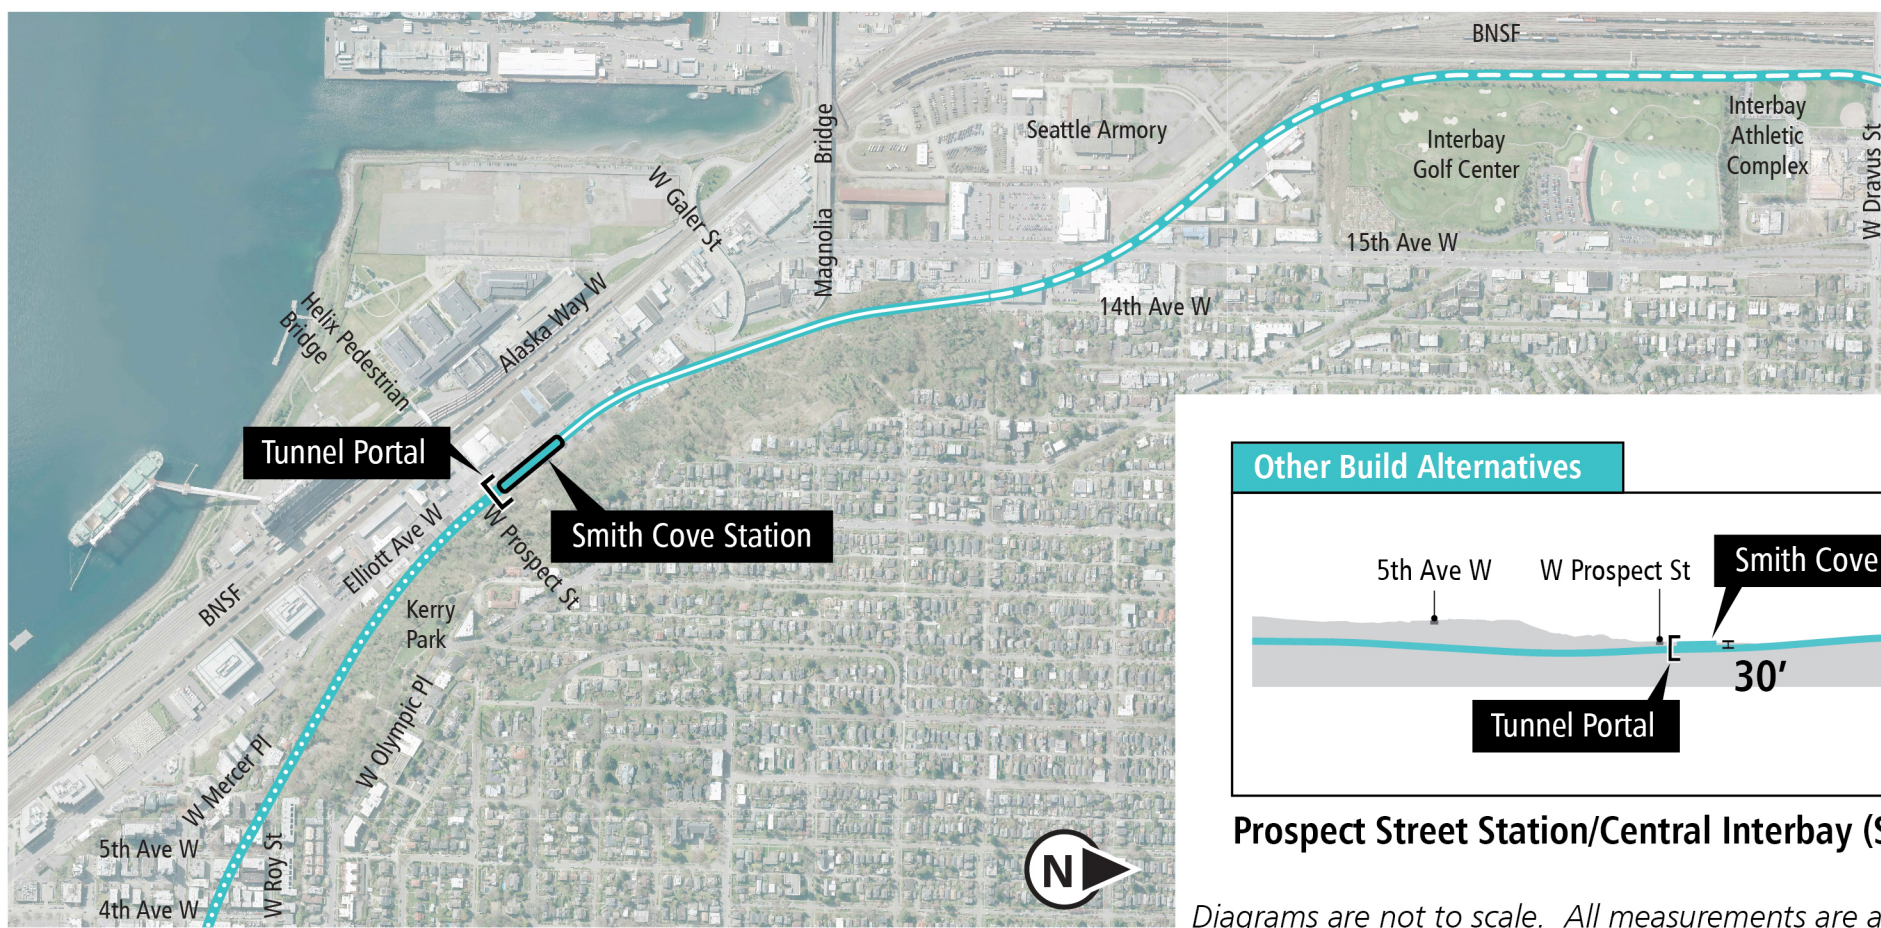 BNSF
Seattle Armory
Interbay
Golf Center
Interbay
Athletic
Complex
W Dravus St
Magnolia Bridge
W Galer St
15th Ave W
14th Ave W
Helix Pedestrian
Bridge
Alaska Way W
Tunnel Portal
Smith Cove Station
W Prospect St
Elliott Ave W
BNSF
Kerry
Park
W Olympic Pl
W Mercer Pl
5th Ave W
W Roy St
4th Ave W
N
Other Build Alternatives
5th Ave W
W Prospect St
Smith Cove
30'
Tunnel Portal
Prospect Street Station/Central Interbay (
Diagrams are not to scale. All measurements are a